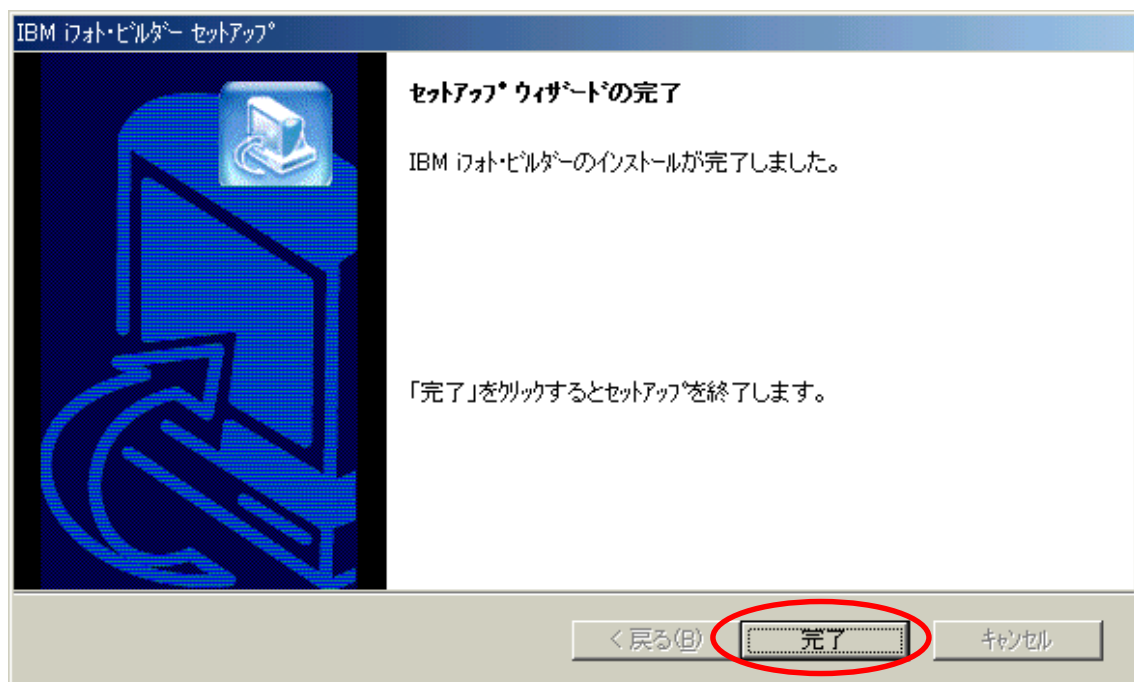 IBM iﾌｫﾄ･ﾋﾞﾙﾀﾞｰ ｾｯﾄｱｯﾌﾟ
ｾｯﾄｱｯﾌﾟ ｳｨｻﾞｰﾄﾞの完了
IBM iﾌｫﾄ･ﾋﾞﾙﾀﾞｰのｲﾝｽﾄｰﾙが完了しました。
「完了」をｸﾘｯｸするとｾｯﾄｱｯﾌﾟを終了します。
< 戻る(B)　完了　ｷｬﾝｾﾙ